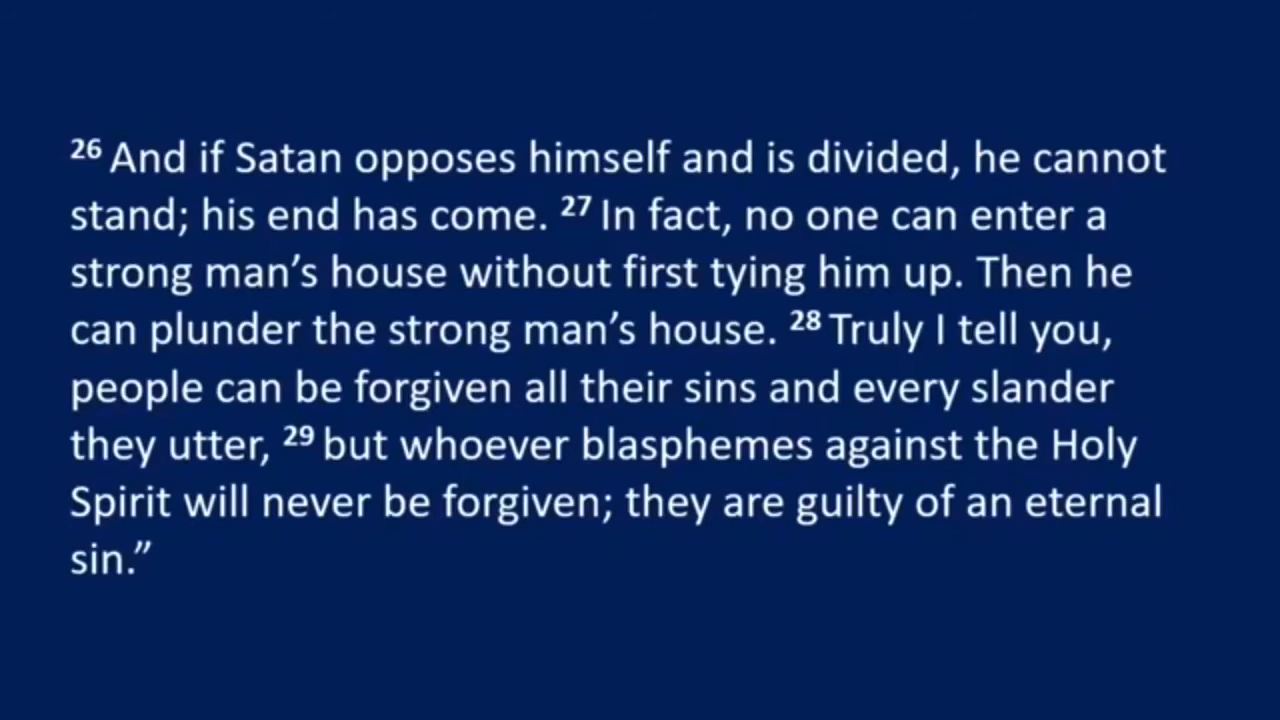 26 And if Satan opposes himself and is divided, he cannot
stand; his end has come. 27 In fact, no one can enter a
strong man’s house without first tying him up. Then he
can plunder the strong man’s house. 28 Truly I tell you,
people can be forgiven all their sins and every slander
they utter, 29 but whoever blasphemes against the Holy
Spirit will never be forgiven; they are guilty of an eternal
sin.”